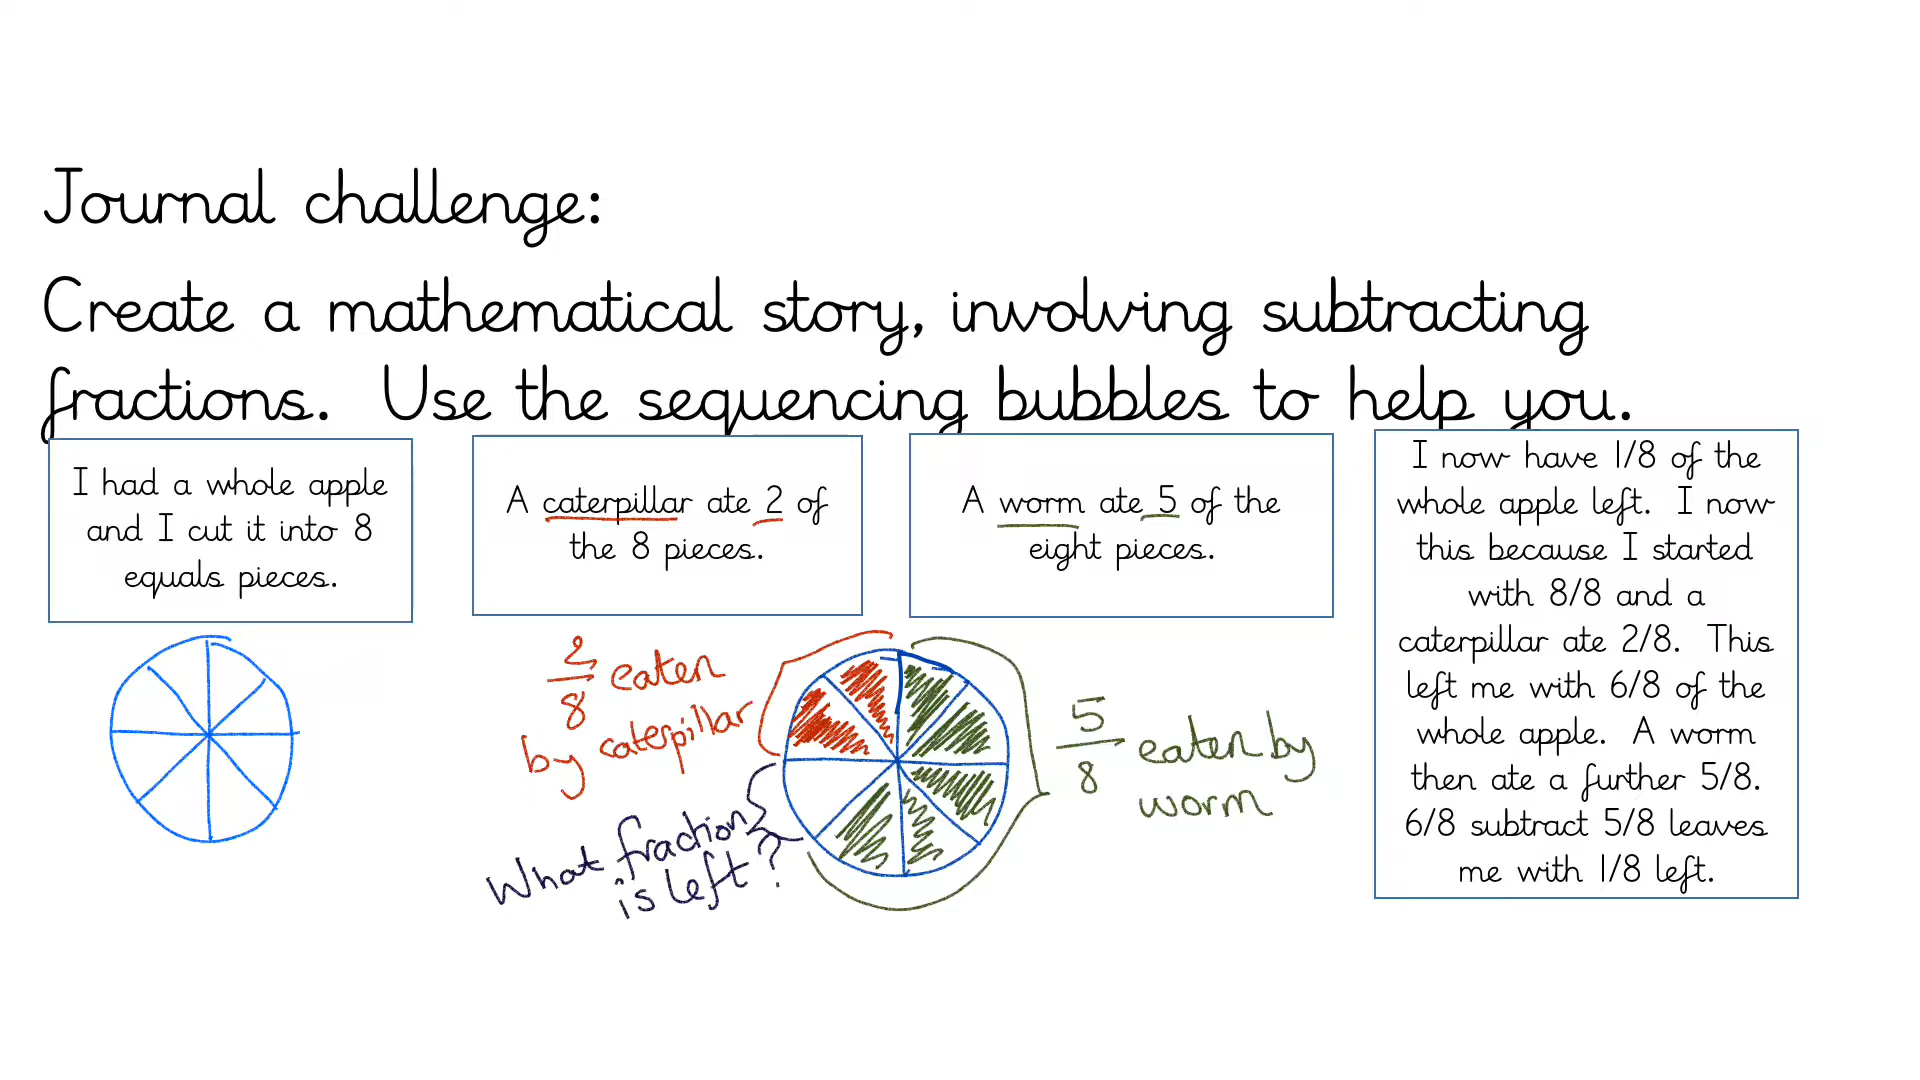 Journal challenge:
Create a mathematical story, involving subtracting
fractions. Use the sequencing bubbles to help you.
I had a whole apple
and I cut it into 8
equals pieces.
A caterpillar ate 2 of
the 8 pieces.
A worm ate 5 of the
eight pieces.
I now have 1/8 of the
whole apple left. I now
this because I started
with 8/8 and a
caterpillar ate 2/8. This
left me with 6/8 of the
whole apple. A worm
then ate a further 5/8.
6/8 subtract 5/8 leaves
me with 1/8 left.
2/8 eaten
by caterpillar
What fraction
is left?
5/8 eaten by
worm